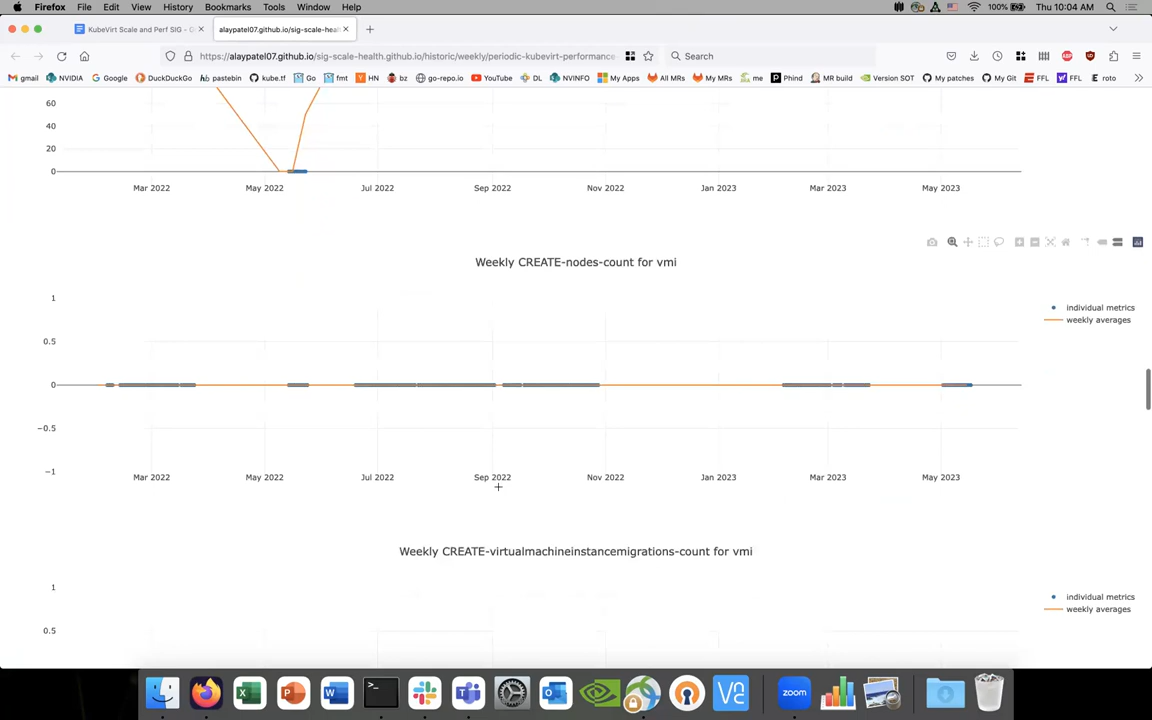 Firefox File Edit View History Bookmarks Tools Window Help 100% Thu 10:04 AM
KubeVirt Scale and Perf SIG - alaypatel07.github.io/sig-scale-hea
https://alaypatel07.github.io/sig-scale-health.github.io/historic/weekly/periodic-kubevirt-performance Search
gmail NVIDIA Google DuckDuckGo pastebin kube.tf Go fmt HN bz go-repo.io YouTube DL NVINFO My Apps All MRs My MRs me Phind MR build Version SOT My patches My Git FFL FFL roto
60
40
20
0
Mar 2022 May 2022 Jul 2022 Sep 2022 Nov 2022 Jan 2023 Mar 2023 May 2023
Weekly CREATE-nodes-count for vmi
1
0.5
0
−0.5
−1
individual metrics
weekly averages
Mar 2022 May 2022 Jul 2022 Sep 2022 Nov 2022 Jan 2023 Mar 2023 May 2023
Weekly CREATE-virtualmachineinstancemigrations-count for vmi
1
0.5
individual metrics
weekly averages
zoom